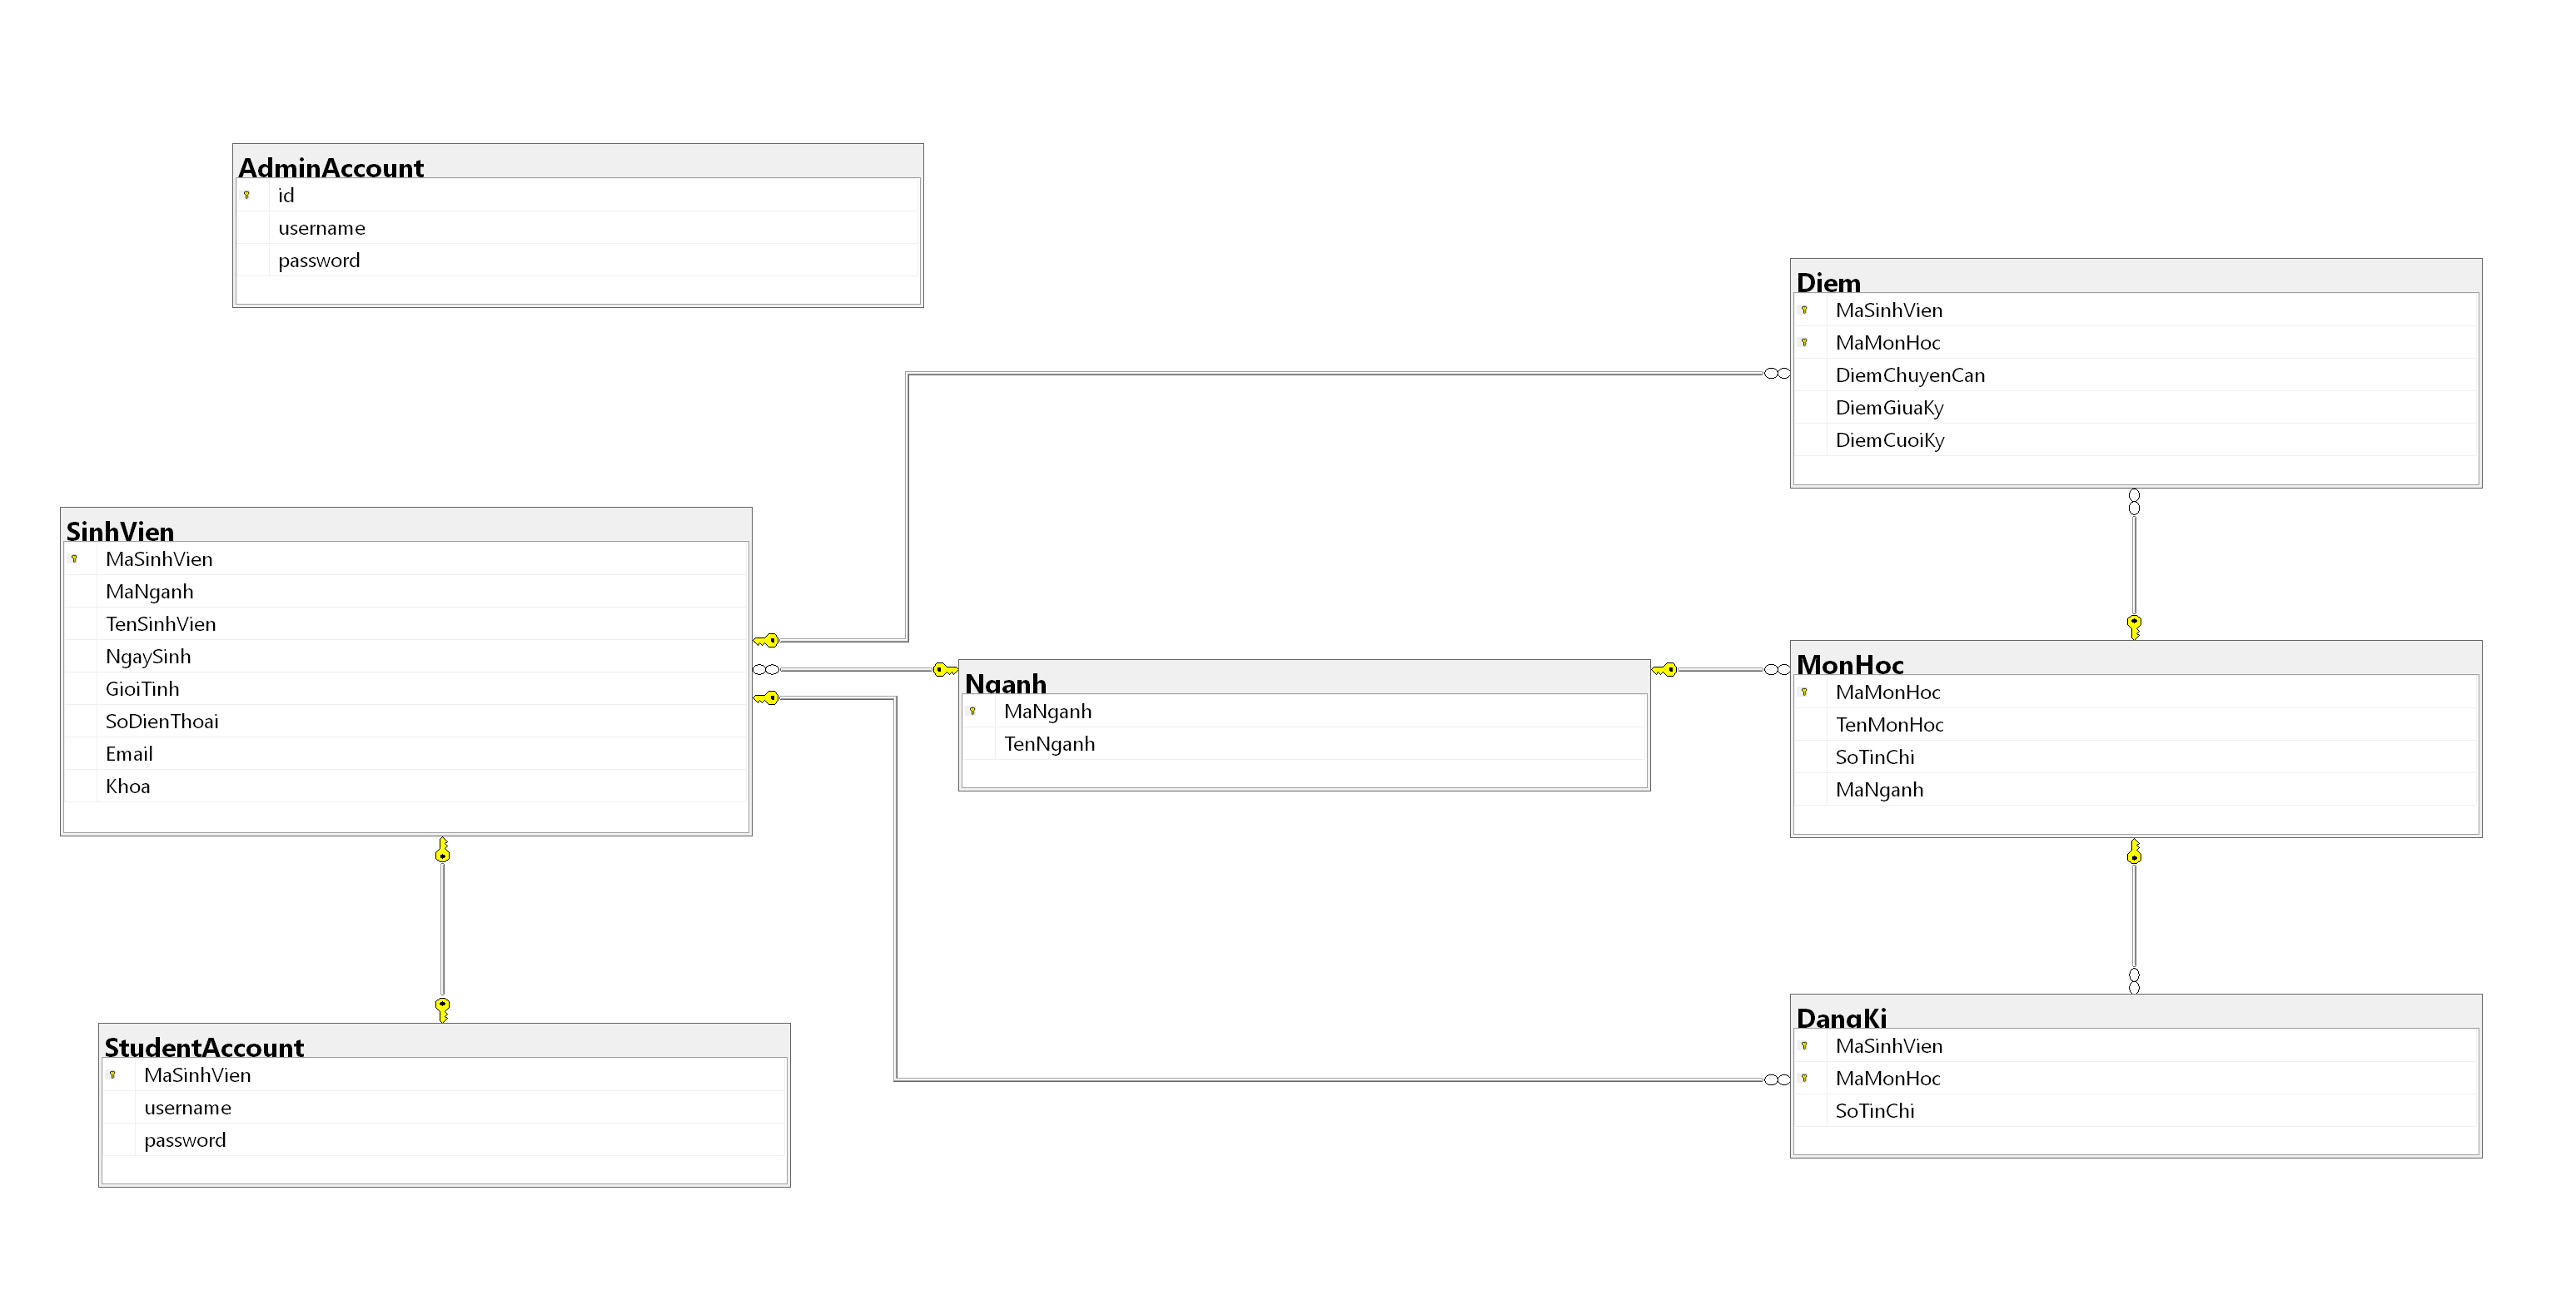 AdminAccount
id
username
password
Diem
MaSinhVien
MaMonHoc
DiemChuyenCan
DiemGiuaKy
DiemCuoiKy
SinhVien
MaSinhVien
MaNganh
TenSinhVien
NgaySinh
GioiTinh
SoDienThoai
Email
Khoa
Nganh
MaNganh
TenNganh
MonHoc
MaMonHoc
TenMonHoc
SoTinChi
MaNganh
StudentAccount
MaSinhVien
username
password
DangKi
MaSinhVien
MaMonHoc
SoTinChi